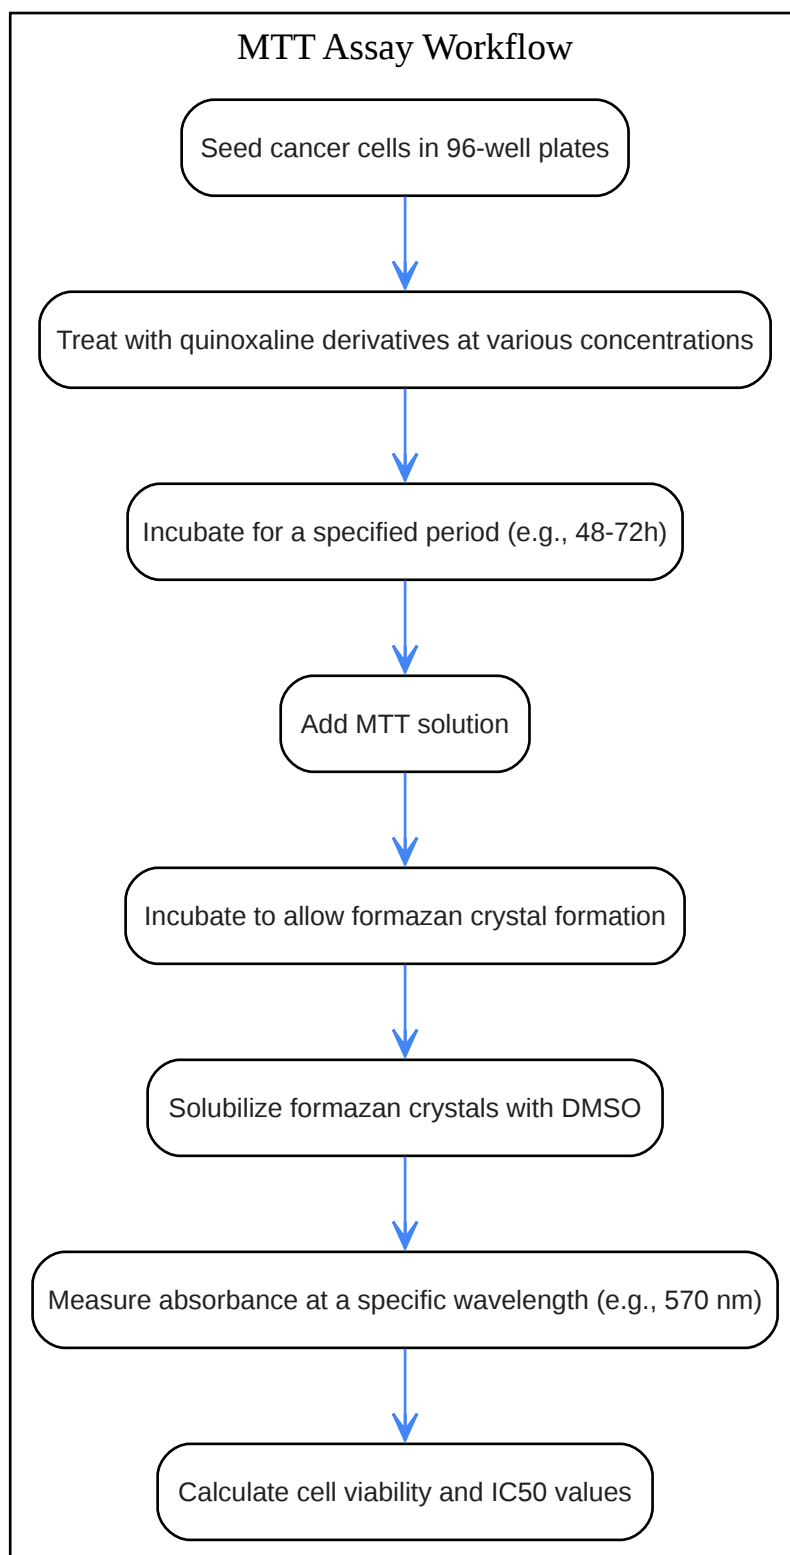 MTT Assay Workflow
Seed cancer cells in 96-well plates
Treat with quinoxaline derivatives at various concentrations
Incubate for a specified period (e.g., 48-72h)
Add MTT solution
Incubate to allow formazan crystal formation
Solubilize formazan crystals with DMSO
Measure absorbance at a specific wavelength (e.g., 570 nm)
Calculate cell viability and IC50 values